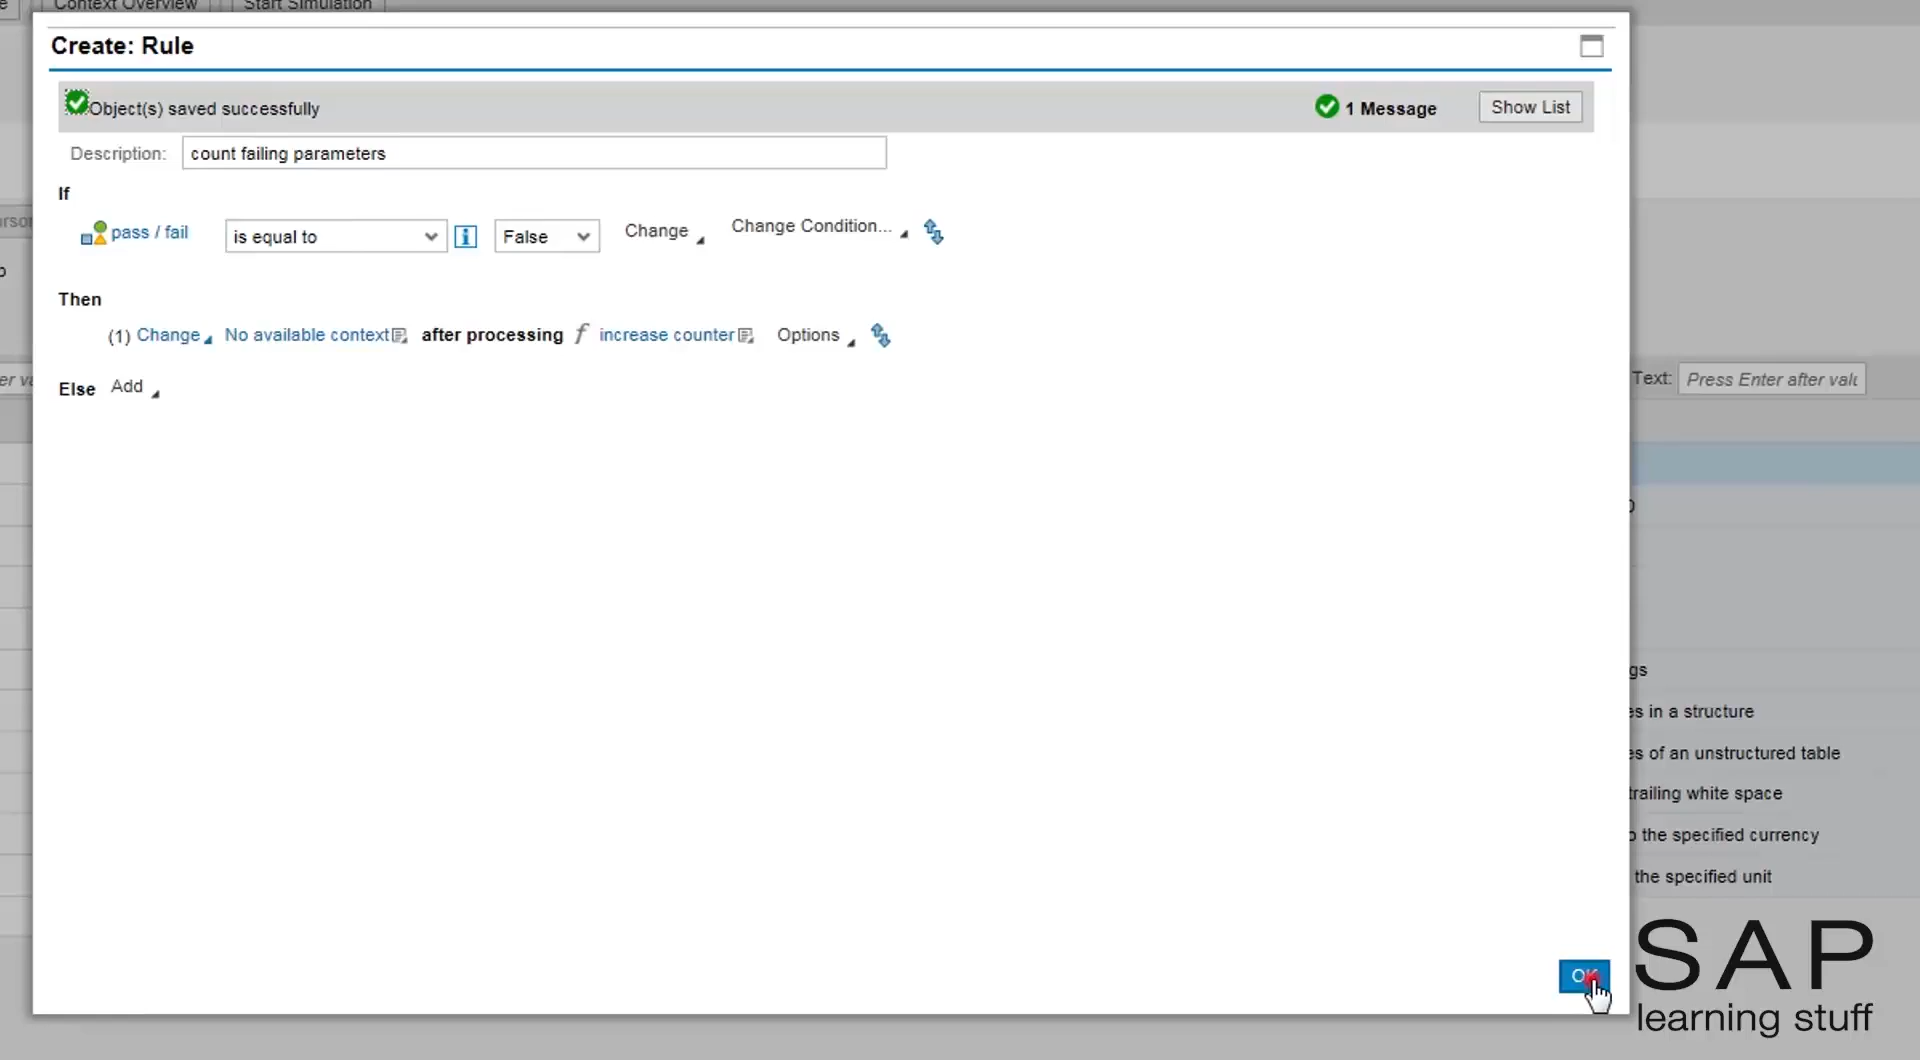 Context Overview
Start Simulation
Create: Rule
Object(s) saved successfully
1 Message
Show List
Description: count failing parameters
If
pass / fail is equal to False Change Change Condition...
Then
(1) Change No available context after processing increase counter Options
Else Add
Text: Press Enter after valu
gs
es in a structure
es of an unstructured table
trailing white space
o the specified currency
the specified unit
OK
SAP
learning stuff